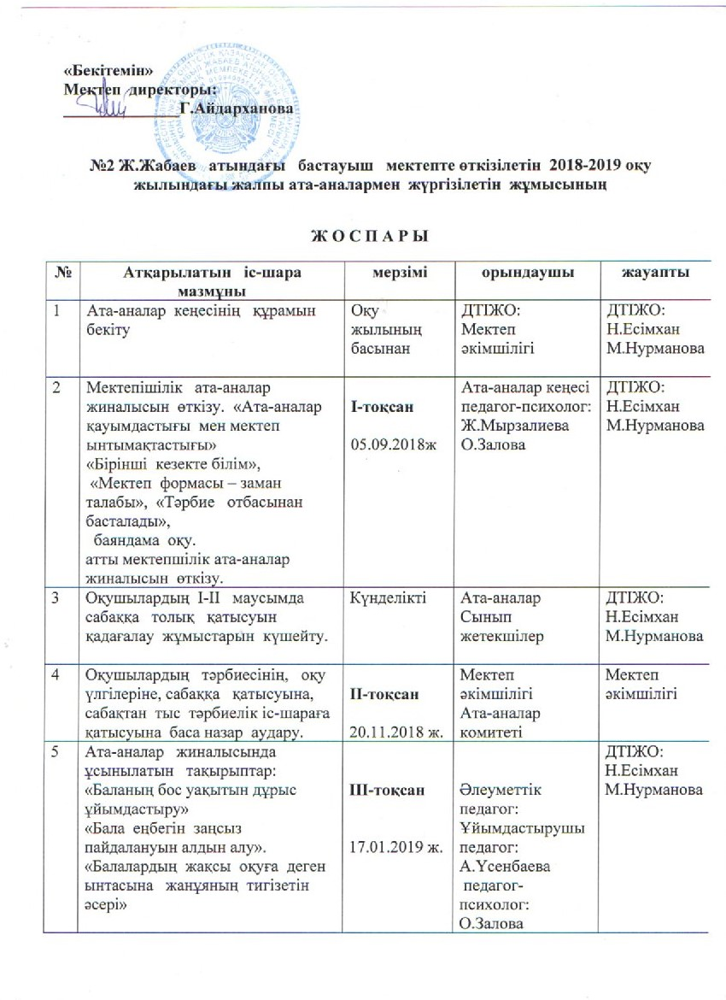 «Бекітемін»
Мектеп директоры:
Г.Айдарханова
№2 Ж.Жабаев атындағы бастауыш мектепте өткізілетін 2018-2019 оқу
жылындағы жалпы ата-аналармен жүргізілетін жұмысының
Ж О С П А Р Ы
№
Атқарылатын іс-шара
мазмұны
мерзімі
орындаушы
жауапты
1
Ата-аналар кеңесінің құрамын
бекіту
Оқу
жылының
басынан
ДТІЖО:
Мектеп
әкімшілігі
ДТІЖО:
Н.Есімхан
М.Нурманова
2
Мектепішілік ата-аналар
жиналысын өткізу. «Ата-аналар
қауымдастығы мен мектеп
ынтымақтастығы»
«Бірінші кезекте білім»,
«Мектеп формасы – заман
талабы», «Тәрбие отбасынан
басталады»,
баяндама оқу.
атты мектепшілік ата-аналар
жиналысын өткізу.
І-тоқсан
05.09.2018ж
Ата-аналар кеңесі
педагог-психолог:
Ж.Мырзалиева
О.Залова
ДТІЖО:
Н.Есімхан
М.Нурманова
3
Оқушылардың І-ІІ маусымда
сабаққа толық қатысуын
қадағалау жұмыстарын күшейту.
Күнделікті
Ата-аналар
Сынып
жетекшілер
ДТІЖО:
Н.Есімхан
М.Нурманова
4
Оқушылардың тәрбиесінің, оқу
үлгілеріне, сабаққа қатысуына,
сабақтан тыс тәрбиелік іс-шараға
қатысуына баса назар аудару.
ІІ-тоқсан
20.11.2018 ж.
Мектеп
әкімшілігі
Ата-аналар
комитеті
Мектеп
әкімшілігі
5
Ата-аналар жиналысында
ұсынылатын тақырыптар:
«Баланың бос уақытын дұрыс
ұйымдастыру»
«Бала еңбегін заңсыз
пайдалануын алдын алу».
«Балалардың жақсы оқуға деген
ынтасына жанұяның тигізетін
әсері»
ІІІ-тоқсан
17.01.2019 ж.
Әлеуметтік
педагог:
Ұйымдастырушы
педагог:
А.Үсенбаева
педагог-
психолог:
О.Залова
ДТІЖО:
Н.Есімхан
М.Нурманова